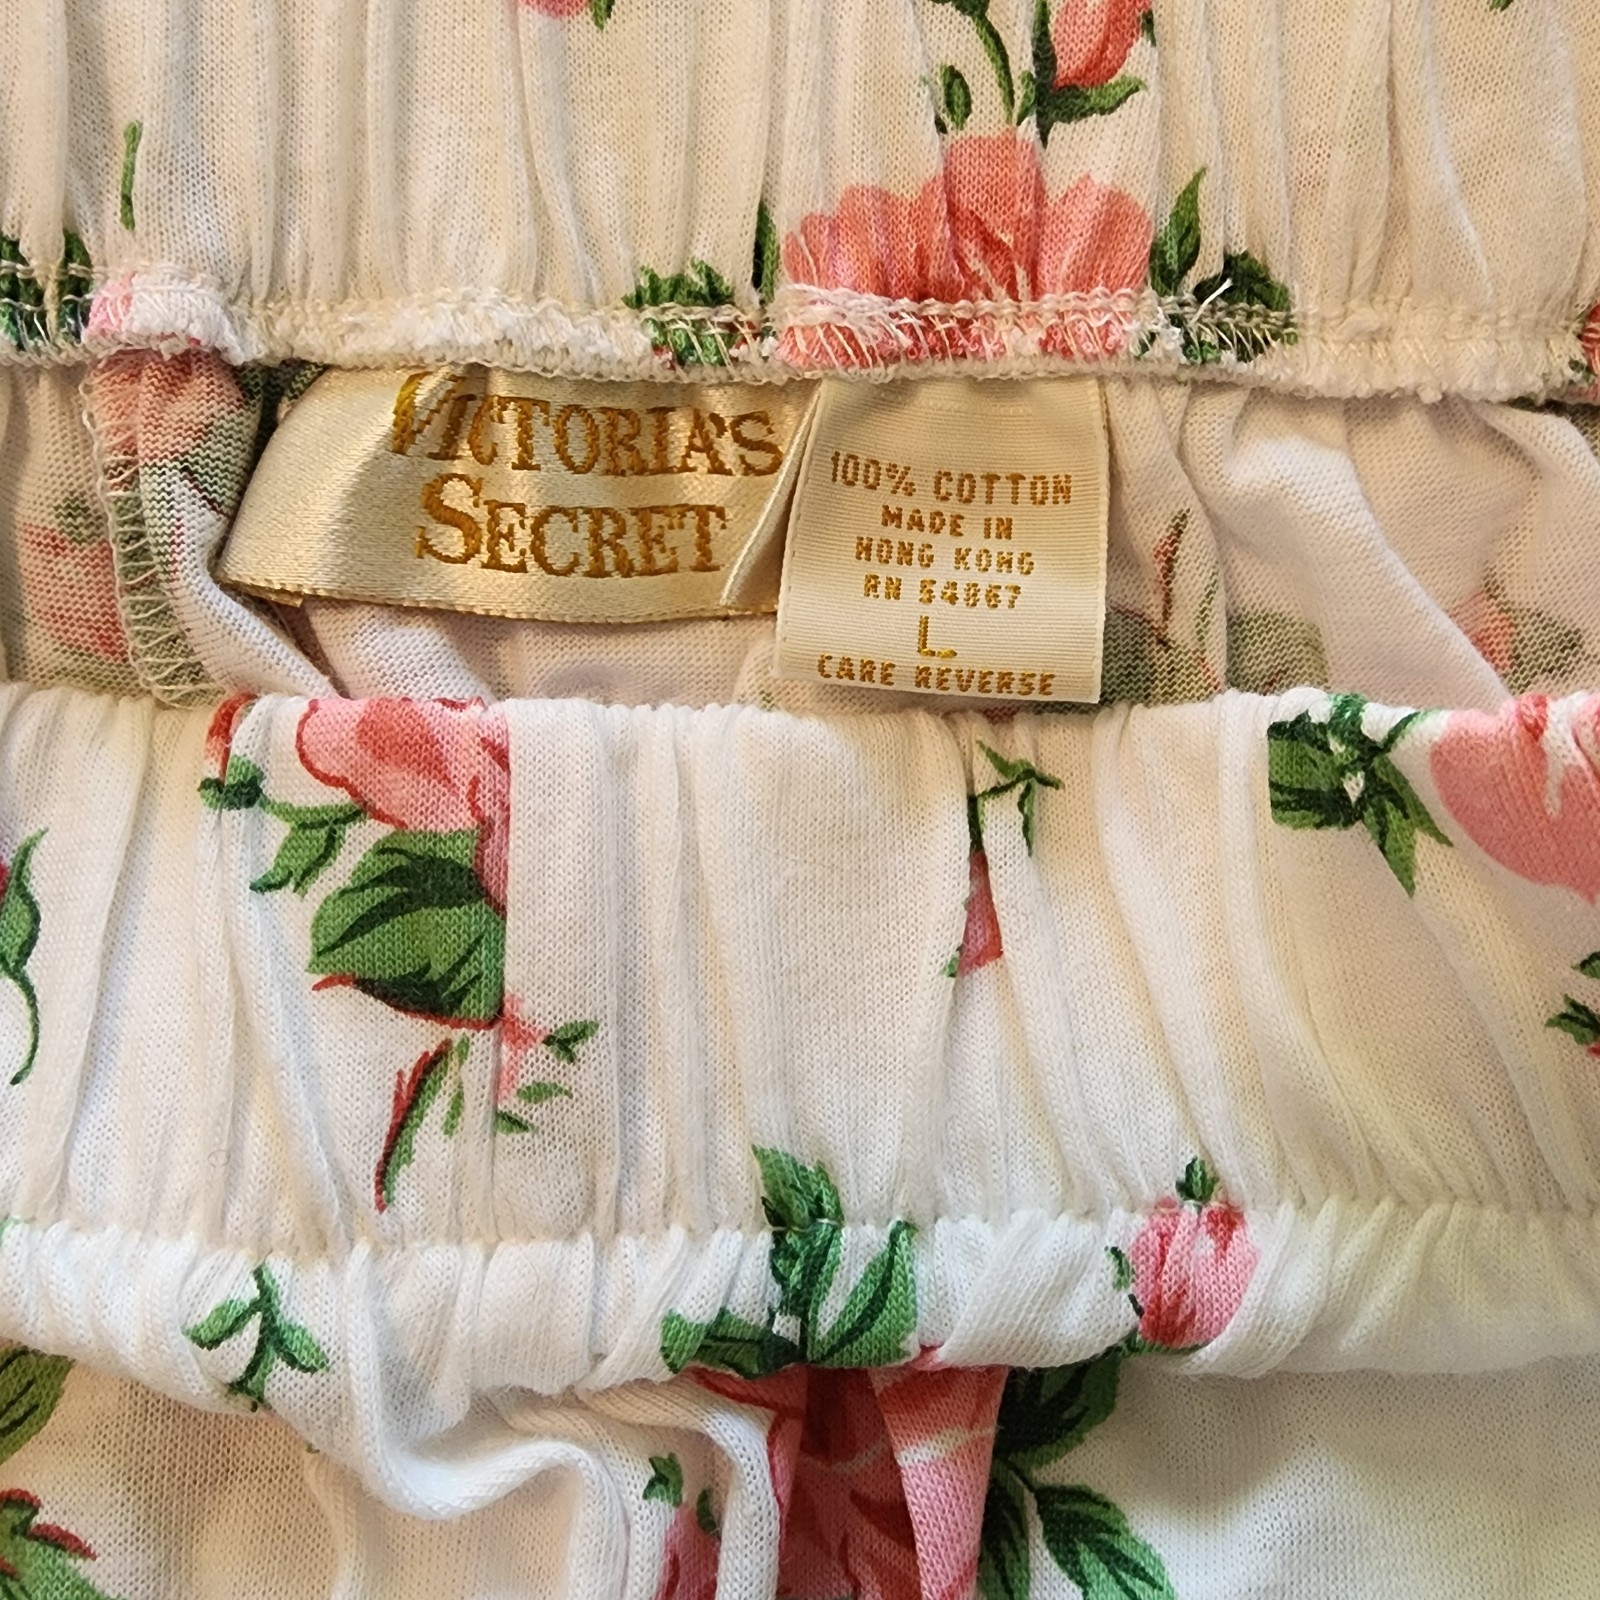 VICTORIA'S
SECRET
100% COTTON
MADE IN
HONG KONG
RN 54867
L
CARE REVERSE